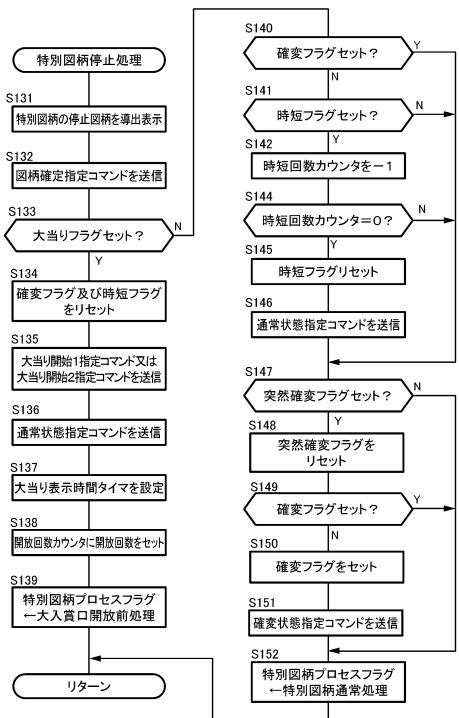 特別図柄停止処理
S131
特別図柄の停止図柄を導出表示
S132
図柄確定指定コマンドを送信
S133
大当りフラグセット？
N
Y
S134
確変フラグ及び時短フラグ
をリセット
S135
大当り開始1指定コマンド又は
大当り開始2指定コマンドを送信
S136
通常状態指定コマンドを送信
S137
大当り表示時間タイマを設定
S138
開放回数カウンタに開放回数をセット
S139
特別図柄プロセスフラグ
←大入賞口開放前処理
リターン
S140
確変フラグセット？
Y
N
S141
時短フラグセット？
N
Y
S142
時短回数カウンタを－1
S144
時短回数カウンタ＝0？
N
Y
S145
時短フラグリセット
S146
通常状態指定コマンドを送信
S147
突然確変フラグセット？
N
Y
S148
突然確変フラグを
リセット
S149
確変フラグセット？
Y
N
S150
確変フラグをセット
S151
確変状態指定コマンドを送信
S152
特別図柄プロセスフラグ
←特別図柄通常処理